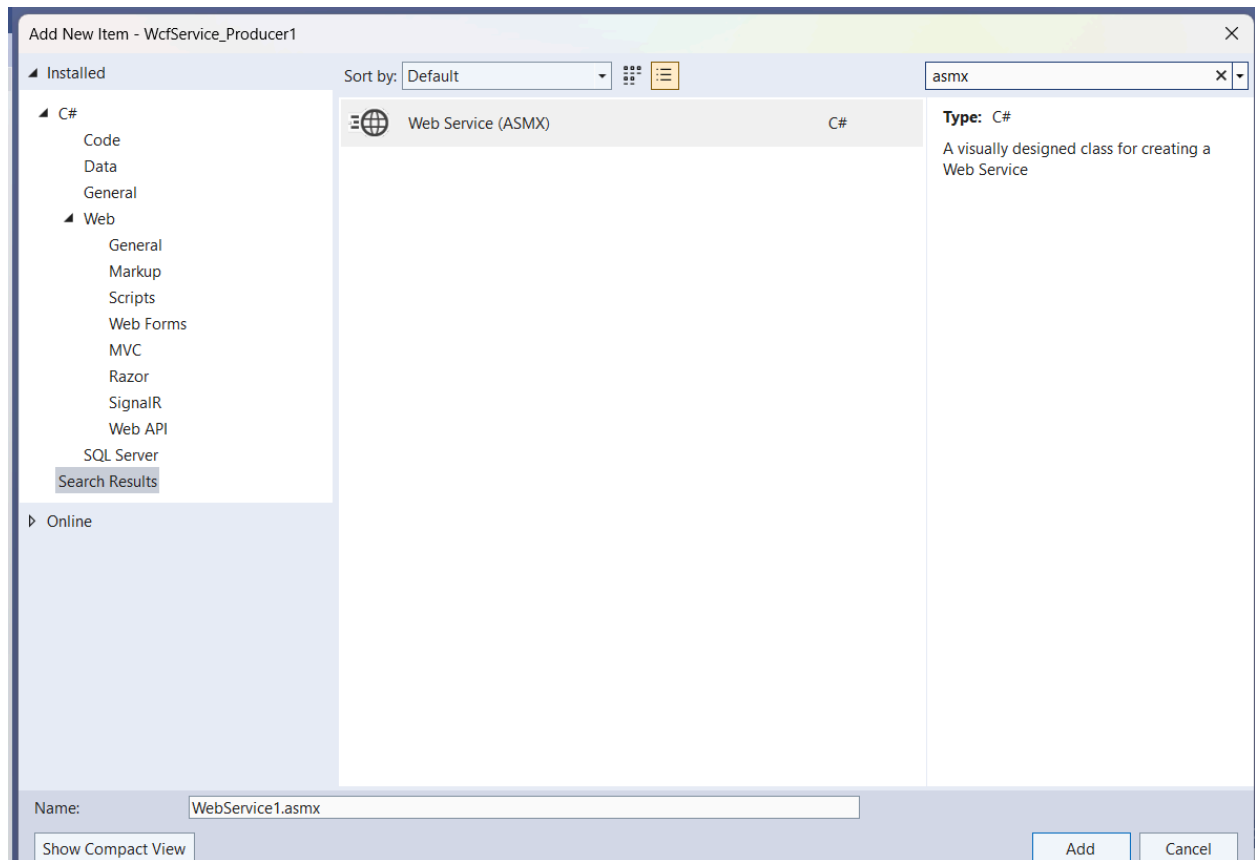 Add New Item - WcfService_Producer1
Installed
C#
Code
Data
General
Web
General
Markup
Scripts
Web Forms
MVC
Razor
SignalR
Web API
SQL Server
Search Results
Online
Sort by: Default
Web Service (ASMX) C#
asmx
Type: C#
A visually designed class for creating a
Web Service
Name: WebService1.asmx
Show Compact View
Add Cancel